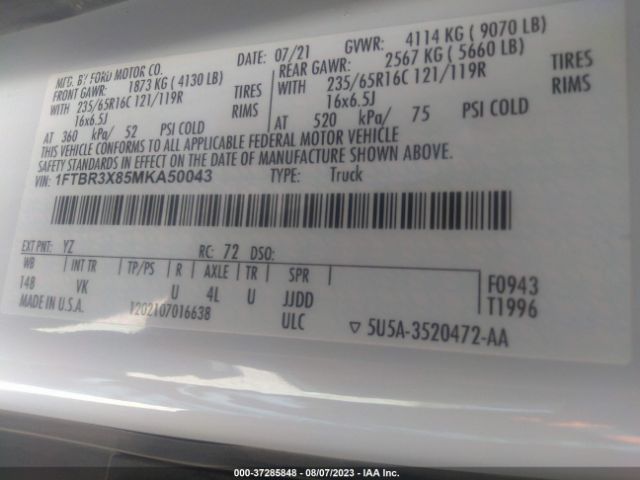 MFG. BY FORD MOTOR CO.
DATE: 07/21 GVWR: 4114 KG ( 9070 LB)
FRONT GAWR: 1873 KG ( 4130 LB) REAR GAWR: 2567 KG ( 5660 LB)
WITH 235/65R16C 121/119R TIRES WITH 235/65R16C 121/119R TIRES
16x6.5J RIMS 16x6.5J RIMS
AT 360 kPa/ 52 PSI COLD AT 520 kPa/ 75 PSI COLD
THIS VEHICLE CONFORMS TO ALL APPLICABLE FEDERAL MOTOR VEHICLE
SAFETY STANDARDS IN EFFECT ON THE DATE OF MANUFACTURE SHOWN ABOVE.
VIN: 1FTBR3X85MKA50043 TYPE: Truck
EXT PNT: YZ RC: 72 DSO:
WB INT TR TP/PS R AXLE TR SPR F0943
148 VK U 4L U JJDD T1996
MADE IN U.S.A. 1202107016638 ULC ▽ 5U5A-3520472-AA
000-37285848 - 08/07/2023 - IAA Inc.